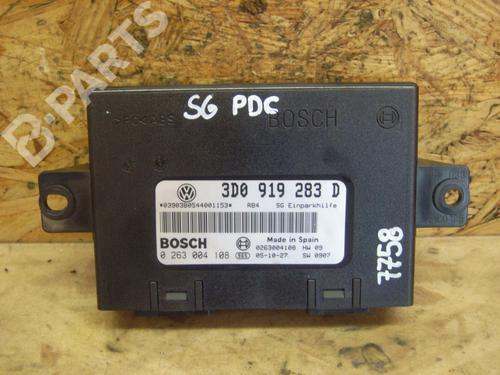 B-PARTS
SG PDC
BOSCH
3D0 919 283 D
*03903B0544001153* RB4 SG Einparkhilfe
BOSCH
Made in Spain
0 263 004 108
0263004108 HW 09
05-10-27 SW 0907
7758